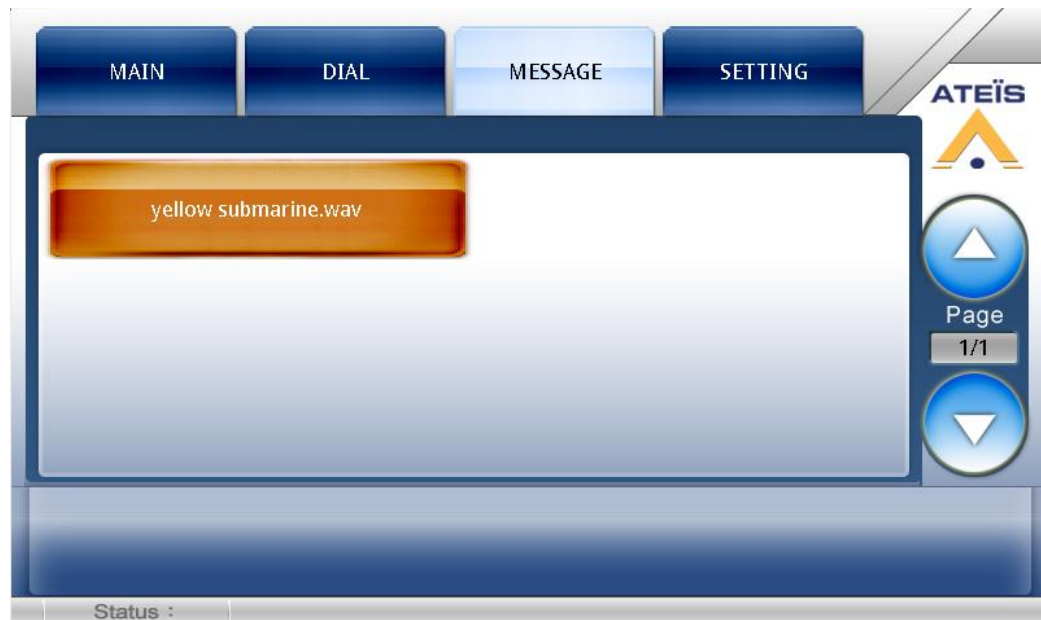 MAIN
DIAL
MESSAGE
SETTING
ATEÏS
yellow submarine.wav
Page
1/1
Status :